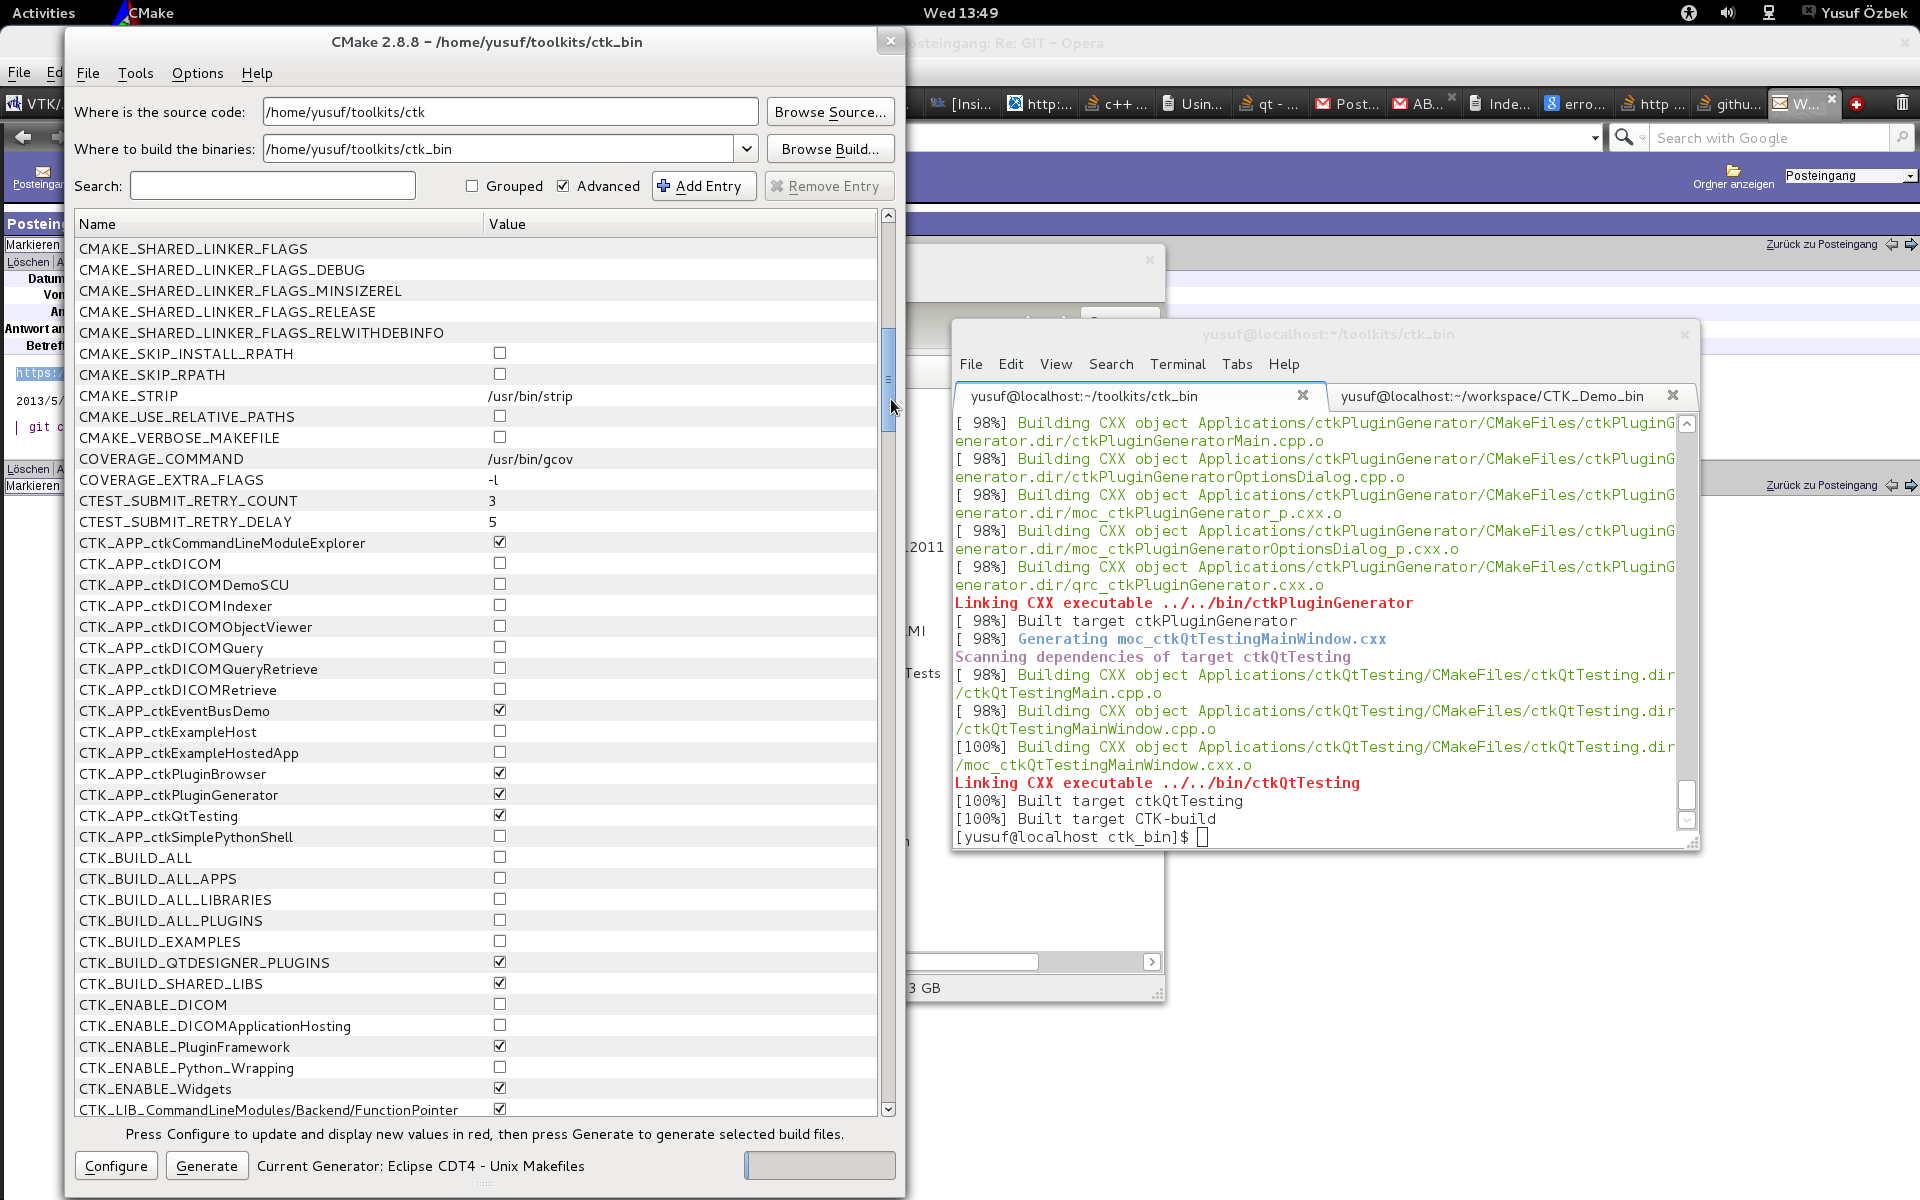 Activities
CMake
Wed 13:49
Yusuf Özbek
CMake 2.8.8 – /home/yusuf/toolkits/ctk_bin
File Tools Options Help
Where is the source code: /home/yusuf/toolkits/ctk Browse Source...
Where to build the binaries: /home/yusuf/toolkits/ctk_bin Browse Build...
Search: Grouped Advanced Add Entry Remove Entry
Name Value
CMAKE_SHARED_LINKER_FLAGS
CMAKE_SHARED_LINKER_FLAGS_DEBUG
CMAKE_SHARED_LINKER_FLAGS_MINSIZEREL
CMAKE_SHARED_LINKER_FLAGS_RELEASE
CMAKE_SHARED_LINKER_FLAGS_RELWITHDEBINFO
CMAKE_SKIP_INSTALL_RPATH
CMAKE_SKIP_RPATH
CMAKE_STRIP /usr/bin/strip
CMAKE_USE_RELATIVE_PATHS
CMAKE_VERBOSE_MAKEFILE
COVERAGE_COMMAND /usr/bin/gcov
COVERAGE_EXTRA_FLAGS -l
CTEST_SUBMIT_RETRY_COUNT 3
CTEST_SUBMIT_RETRY_DELAY 5
CTK_APP_ctkCommandLineModuleExplorer
CTK_APP_ctkDICOM
CTK_APP_ctkDICOMDemoSCU
CTK_APP_ctkDICOMIndexer
CTK_APP_ctkDICOMObjectViewer
CTK_APP_ctkDICOMQuery
CTK_APP_ctkDICOMQueryRetrieve
CTK_APP_ctkDICOMRetrieve
CTK_APP_ctkEventBusDemo
CTK_APP_ctkExampleHost
CTK_APP_ctkExampleHostedApp
CTK_APP_ctkPluginBrowser
CTK_APP_ctkPluginGenerator
CTK_APP_ctkQtTesting
CTK_APP_ctkSimplePythonShell
CTK_BUILD_ALL
CTK_BUILD_ALL_APPS
CTK_BUILD_ALL_LIBRARIES
CTK_BUILD_ALL_PLUGINS
CTK_BUILD_EXAMPLES
CTK_BUILD_QTDESIGNER_PLUGINS
CTK_BUILD_SHARED_LIBS
CTK_ENABLE_DICOM
CTK_ENABLE_DICOMApplicationHosting
CTK_ENABLE_PluginFramework
CTK_ENABLE_Python_Wrapping
CTK_ENABLE_Widgets
CTK_LIB_CommandLineModules/Backend/FunctionPointer
Press Configure to update and display new values in red, then press Generate to generate selected build files.
Configure Generate Current Generator: Eclipse CDT4 - Unix Makefiles
osteingang: Re: GIT – Opera
File Ed
VTK/. [Insi... http:... c++ ... Usin... qt - ... Post... AB... Inde... erro... http ... githu... W...
Search with Google
Posteingan
Ordner anzeigen
Posteingang
Postein
Markieren
Löschen A
Zurück zu Posteingang
Datum
Von
An
Antwort an
Betreff
https:/
2013/5/
| git c
Löschen A
Markieren
Zurück zu Posteingang
.2011
MI
Tests
3 GB
yusuf@localhost:~/toolkits/ctk_bin
File Edit View Search Terminal Tabs Help
yusuf@localhost:~/toolkits/ctk_bin
yusuf@localhost:~/workspace/CTK_Demo_bin
[ 98%] Building CXX object Applications/ctkPluginGenerator/CMakeFiles/ctkPluginG
enerator.dir/ctkPluginGeneratorMain.cpp.o
[ 98%] Building CXX object Applications/ctkPluginGenerator/CMakeFiles/ctkPluginG
enerator.dir/ctkPluginGeneratorOptionsDialog.cpp.o
[ 98%] Building CXX object Applications/ctkPluginGenerator/CMakeFiles/ctkPluginG
enerator.dir/moc_ctkPluginGenerator_p.cxx.o
[ 98%] Building CXX object Applications/ctkPluginGenerator/CMakeFiles/ctkPluginG
enerator.dir/moc_ctkPluginGeneratorOptionsDialog_p.cxx.o
[ 98%] Building CXX object Applications/ctkPluginGenerator/CMakeFiles/ctkPluginG
enerator.dir/qrc_ctkPluginGenerator.cxx.o
Linking CXX executable ../../bin/ctkPluginGenerator
[ 98%] Built target ctkPluginGenerator
[ 98%] Generating moc_ctkQtTestingMainWindow.cxx
Scanning dependencies of target ctkQtTesting
[ 98%] Building CXX object Applications/ctkQtTesting/CMakeFiles/ctkQtTesting.dir
/ctkQtTestingMain.cpp.o
[ 98%] Building CXX object Applications/ctkQtTesting/CMakeFiles/ctkQtTesting.dir
/ctkQtTestingMainWindow.cpp.o
[100%] Building CXX object Applications/ctkQtTesting/CMakeFiles/ctkQtTesting.dir
/moc_ctkQtTestingMainWindow.cxx.o
Linking CXX executable ../../bin/ctkQtTesting
[100%] Built target ctkQtTesting
[100%] Built target CTK-build
[yusuf@localhost ctk_bin]$